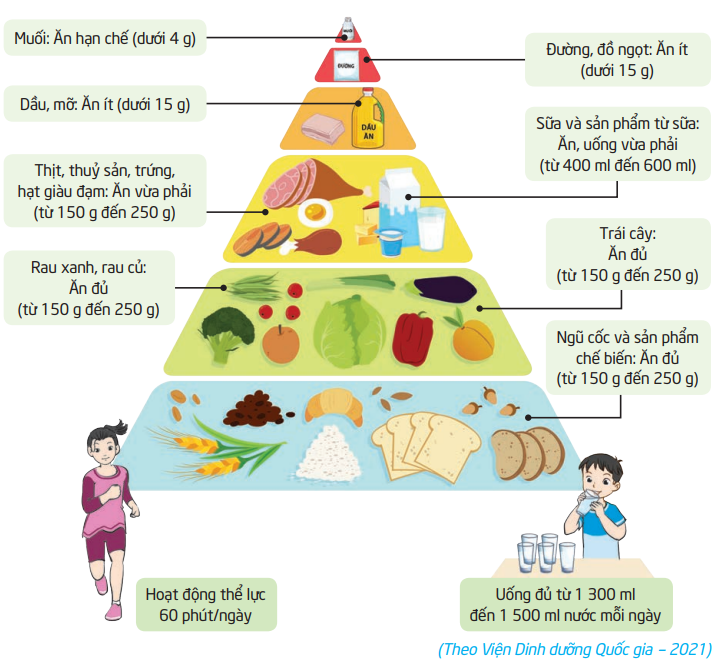 Muối: Ăn hạn chế (dưới 4 g)
MUỐI
ĐƯỜNG
Đường, đồ ngọt: Ăn ít
(dưới 15 g)
Dầu, mỡ: Ăn ít (dưới 15 g)
DẦU
ĂN
Sữa và sản phẩm từ sữa:
Ăn, uống vừa phải
(từ 400 ml đến 600 ml)
Thịt, thuỷ sản, trứng,
hạt giàu đạm: Ăn vừa phải
(từ 150 g đến 250 g)
Trái cây:
Ăn đủ
(từ 150 g đến 250 g)
Rau xanh, rau củ:
Ăn đủ
(từ 150 g đến 250 g)
Ngũ cốc và sản phẩm
chế biến: Ăn đủ
(từ 150 g đến 250 g)
Hoạt động thể lực
60 phút/ngày
Uống đủ từ 1 300 ml
đến 1 500 ml nước mỗi ngày
(Theo Viện Dinh dưỡng Quốc gia – 2021)